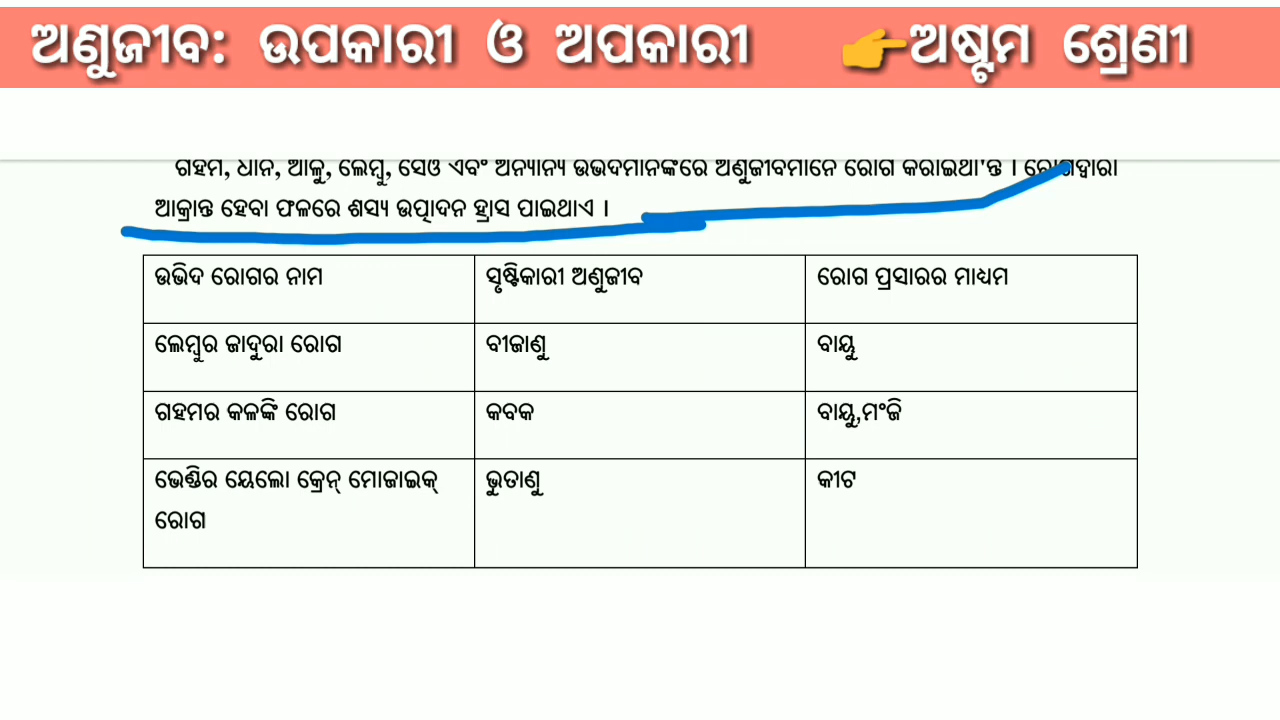 ଅଣୁଜୀବ: ଉପକାରୀ ଓ ଅପକାରୀ 👉ଅଷ୍ଟମ ଶ୍ରେଣୀ
ଗହମ, ଧାନ, ଆଳୁ, ଲେମ୍ବୁ, ସେଓ ଏବଂ ଅନ୍ୟାନ୍ୟ ଉଦ୍ଭିଦମାନଙ୍କରେ ଅଣୁଜୀବମାନେ ରୋଗ କରାଇଥା'ନ୍ତି । ରୋଗଦ୍ୱାରା
ଆକ୍ରାନ୍ତ ହେବା ଫଳରେ ଶସ୍ୟ ଉତ୍ପାଦନ ହ୍ରାସ ପାଇଥାଏ ।
ଉଦ୍ଭିଦ ରୋଗର ନାମ ସୃଷ୍ଟିକାରୀ ଅଣୁଜୀବ ରୋଗ ପ୍ରସାରର ମାଧ୍ୟମ
ଲେମ୍ବୁର ଜାଦୁରା ରୋଗ ବୀଜାଣୁ ବାୟୁ
ଗହମର କଳଙ୍କି ରୋଗ କବକ ବାୟୁ,ମଂଜି
ଭେଣ୍ଡିର ୟେଲୋ କ୍ରେନ୍ ମୋଜାଇକ୍ ଭୁତାଣୁ କୀଟ
ରୋଗ